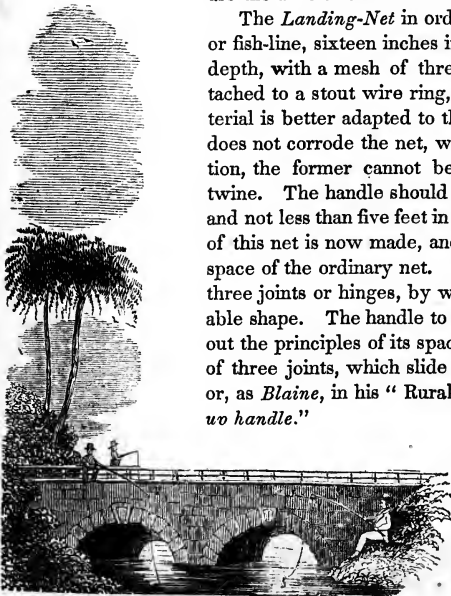 The Landing-Net in ord
or fish-line, sixteen inches i
depth, with a mesh of thre
tached to a stout wire ring,
terial is better adapted to t
does not corrode the net, w
tion, the former cannot be
twine. The handle should
and not less than five feet in
of this net is now made, an
space of the ordinary net.
three joints or hinges, by w
able shape. The handle to
out the principles of its spac
of three joints, which slide
or, as Blaine, in his “ Rural
uv handle.”